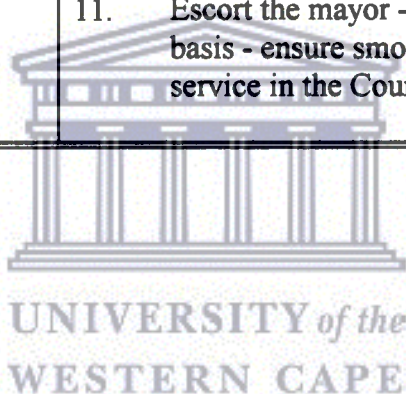 11. Escort the mayor -
basis - ensure smo
service in the Cou
UNIVERSITY of the
WESTERN CAPE